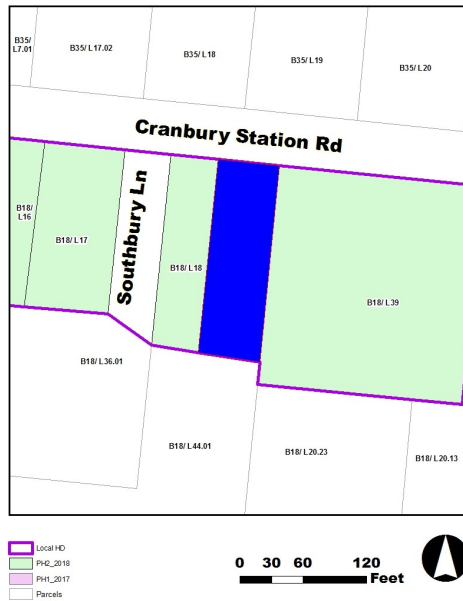 B35/
L7.01
B35/ L17.02
B35/ L18
B35/ L19
B35/ L20
Cranbury Station Rd
B18/
L16
B18/ L17
Southbury Ln
B18/ L18
B18/ L39
B18/ L36.01
B18/ L44.01
B18/ L20.23
B18/ L20.13
Local HD
PH2_2018
PH1_2017
Parcels
0 30 60 120
Feet